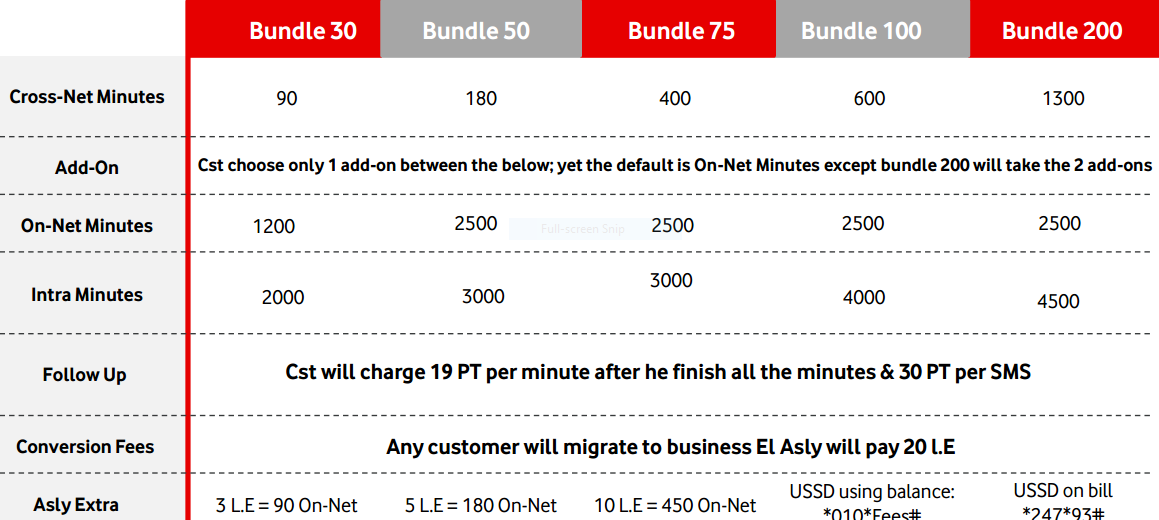 Bundle 30 Bundle 50 Bundle 75 Bundle 100 Bundle 200
Cross-Net Minutes 90 180 400 600 1300
Add-On Cst choose only 1 add-on between the below; yet the default is On-Net Minutes except bundle 200 will take the 2 add-ons
On-Net Minutes 1200 2500 2500 2500 2500
Full-screen Snip
Intra Minutes 2000 3000 3000 4000 4500
Follow Up Cst will charge 19 PT per minute after he finish all the minutes & 30 PT per SMS
Conversion Fees Any customer will migrate to business El Asly will pay 20 l.E
Asly Extra 3 L.E = 90 On-Net 5 L.E = 180 On-Net 10 L.E = 450 On-Net USSD using balance: USSD on bill
*010*Fees# *247*93#